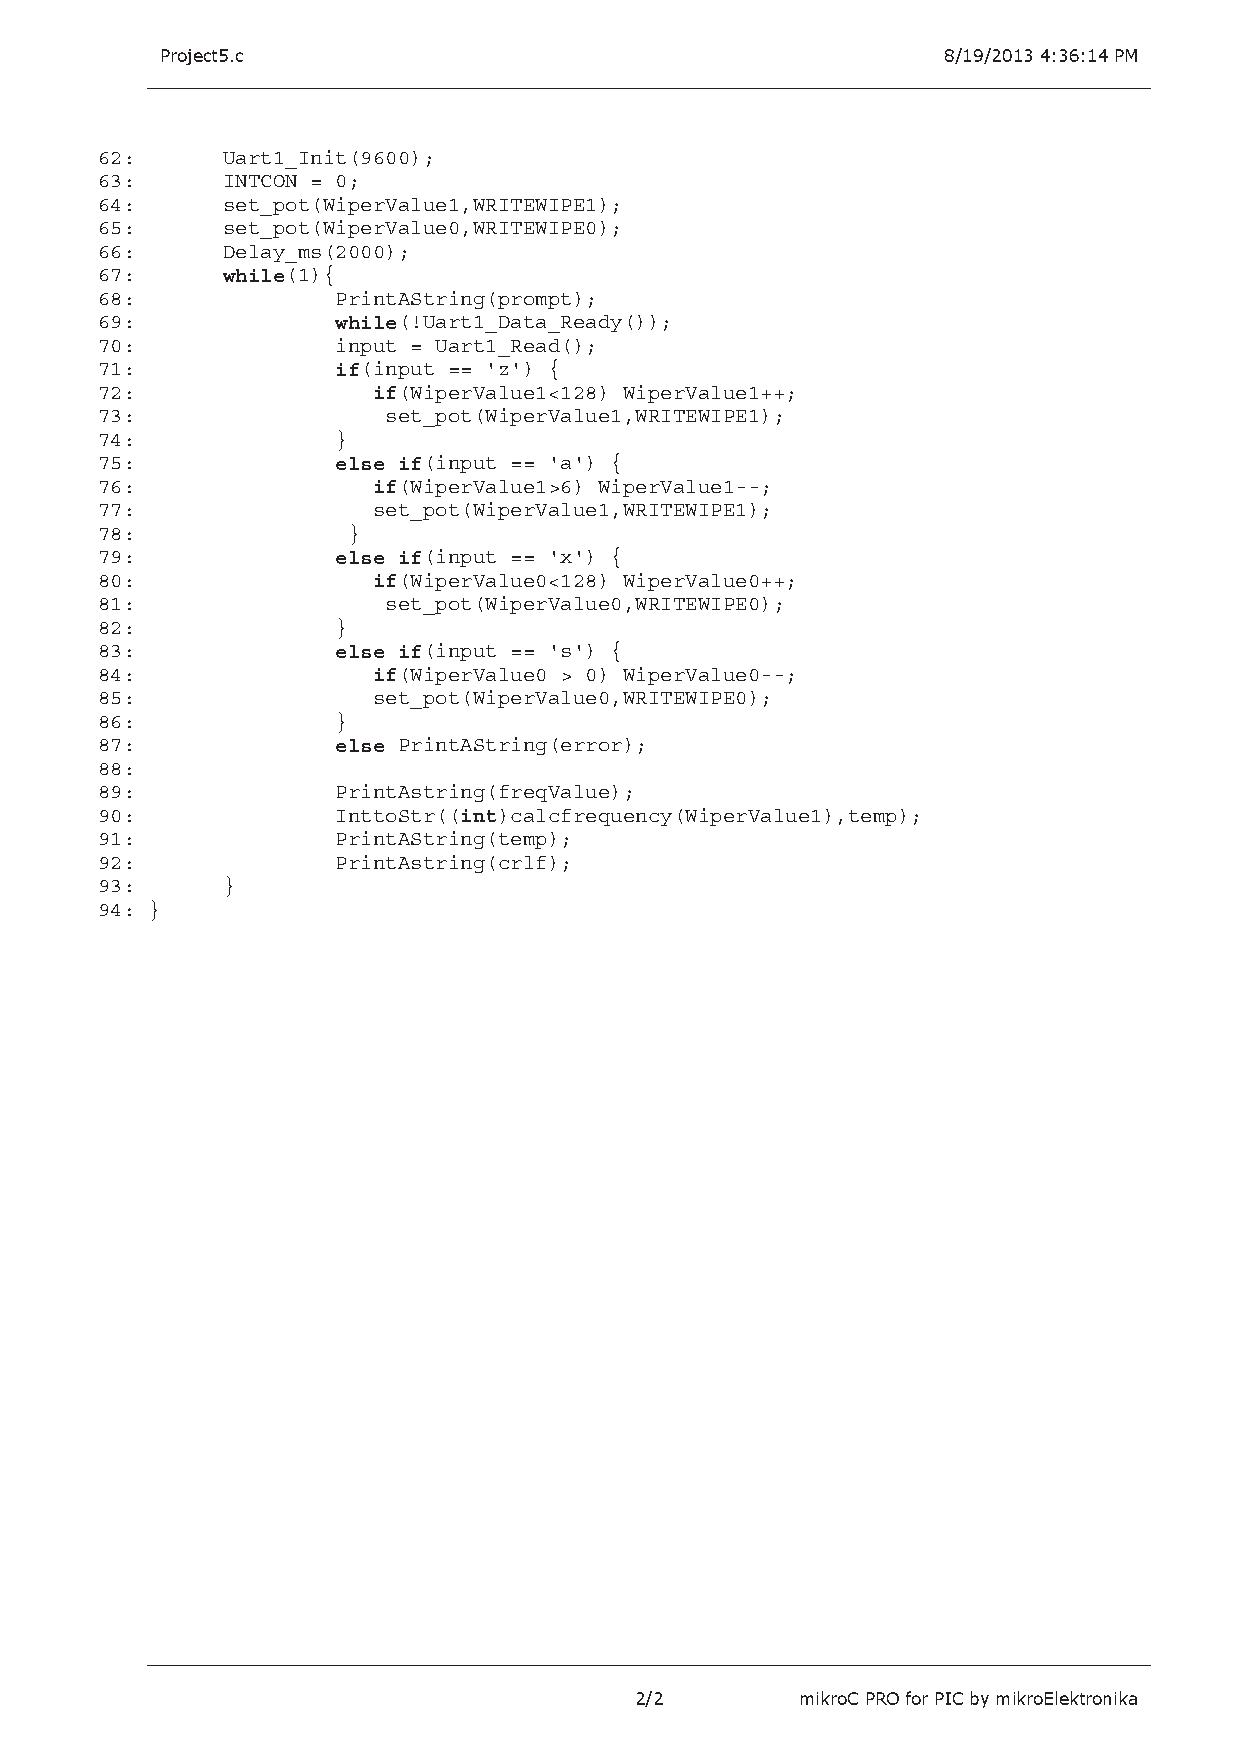 Project5.c 8/19/2013 4:36:14 PM
62:       Uart1_Init(9600);
63:       INTCON = 0;
64:       set_pot(WiperValue1,WRITEWIPE1);
65:       set_pot(WiperValue0,WRITEWIPE0);
66:       Delay_ms(2000);
67:       while(1){
68:                PrintAString(prompt);
69:                while(!Uart1_Data_Ready());
70:                input = Uart1_Read();
71:                if(input == 'z') {
72:                   if(WiperValue1<128) WiperValue1++;
73:                    set_pot(WiperValue1,WRITEWIPE1);
74:                }
75:                else if(input == 'a') {
76:                   if(WiperValue1>6) WiperValue1--;
77:                   set_pot(WiperValue1,WRITEWIPE1);
78:                 }
79:                else if(input == 'x') {
80:                   if(WiperValue0<128) WiperValue0++;
81:                    set_pot(WiperValue0,WRITEWIPE0);
82:                }
83:                else if(input == 's') {
84:                   if(WiperValue0 > 0) WiperValue0--;
85:                   set_pot(WiperValue0,WRITEWIPE0);
86:                }
87:                else PrintAString(error);
88:
89:                PrintAstring(freqValue);
90:                InttoStr((int)calcfrequency(WiperValue1),temp);
91:                PrintAString(temp);
92:                PrintAstring(crlf);
93:       }
94: }
2/2 mikroC PRO for PIC by mikroElektronika